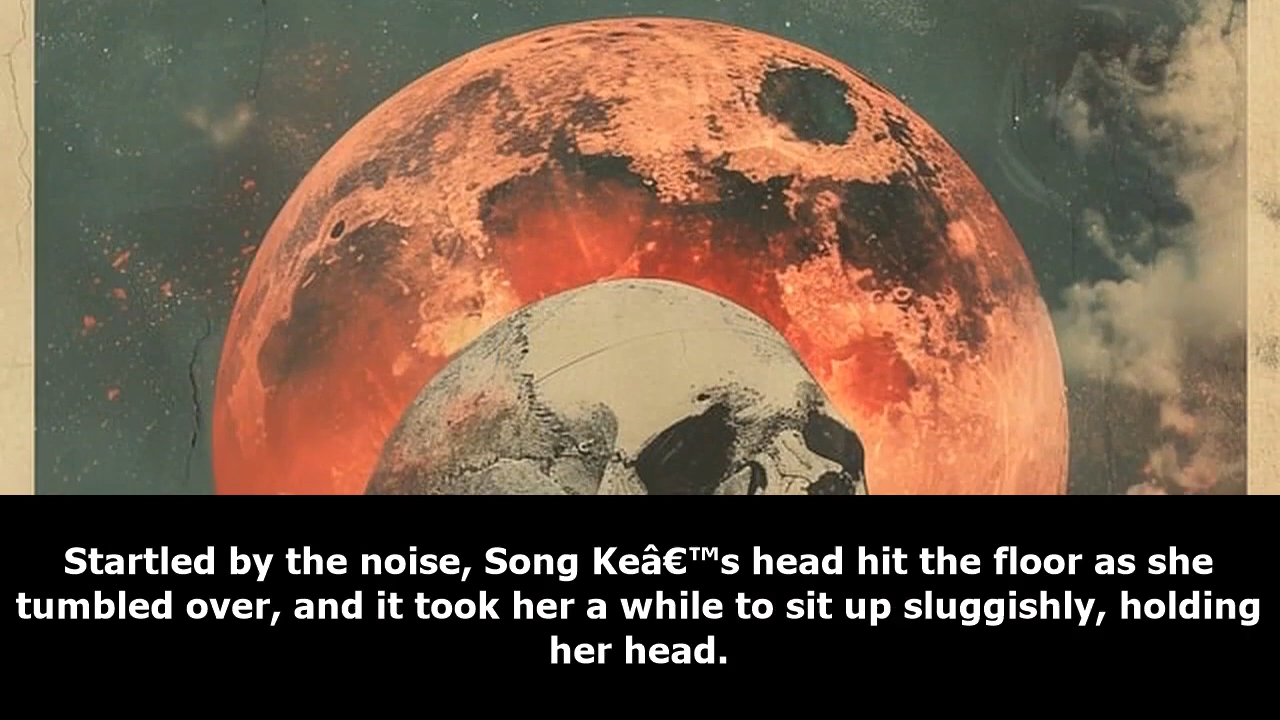 Startled by the noise, Song Keâ€™s head hit the floor as she
tumbled over, and it took her a while to sit up sluggishly, holding
her head.